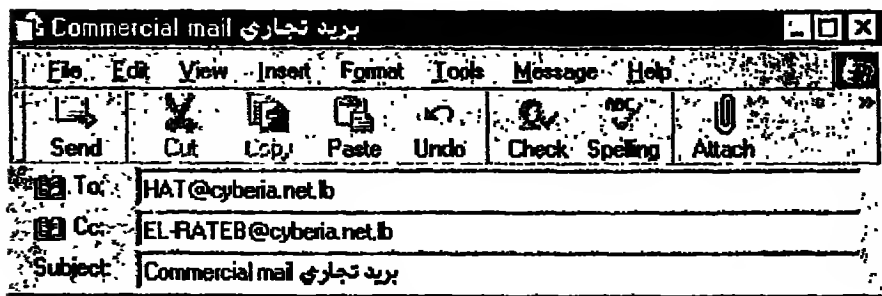 Commercial mail بريد تجاري
File Edit View Insert Format Tools Message Help
Send Cut Copy Paste Undo Check Spelling Attach »
To: HAT@cyberia.net.lb
Cc: EL-RATEB@cyberia.net.lb
Subject: Commercial mail بريد تجاري